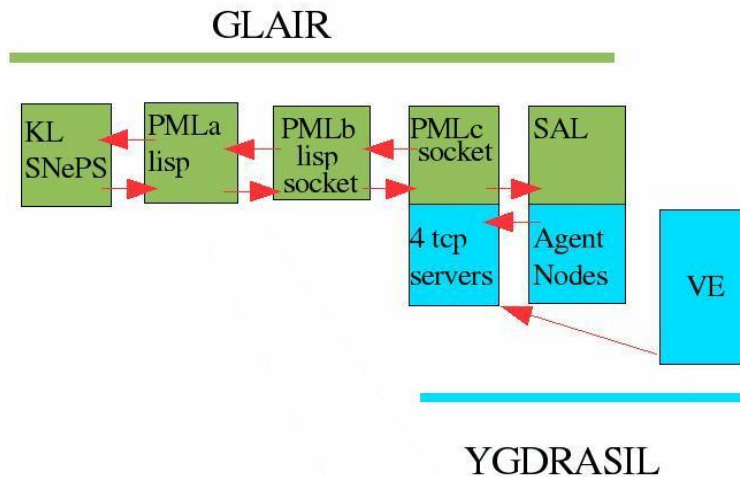 GLAIR
KL
SNePS
PMLa
lisp
PMLb
lisp
socket
PMLc
socket
SAL
4 tcp
servers
Agent
Nodes
VE
YGDRASIL